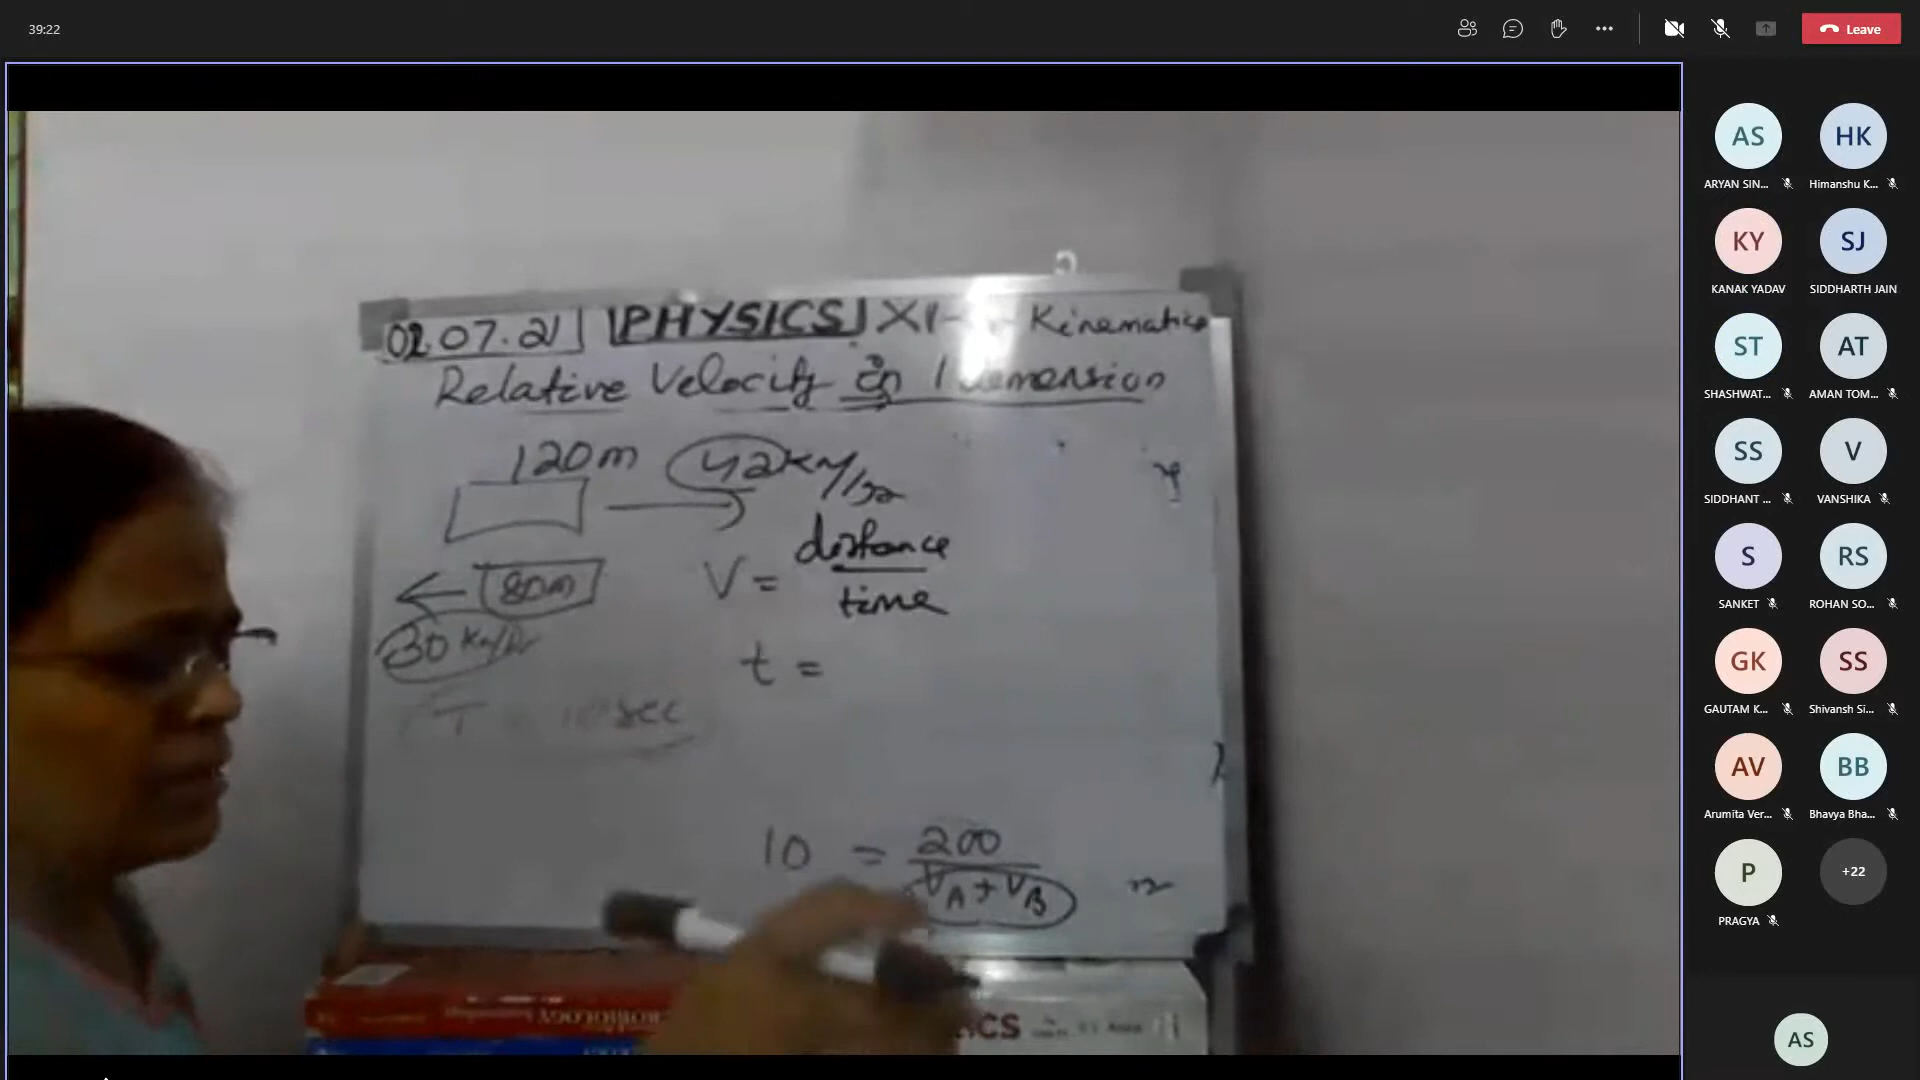 39:22
Leave
02.07.21 PHYSICS XI- Kinematics
Relative Velocity in 1 Dimension
120m 42 km/hr
80m
30 Km/hr
V = distance / time
t =
T sec
10 = 200 / VA + VB
AS
ARYAN SIN...
HK
Himanshu K...
KY
KANAK YADAV
SJ
SIDDHARTH JAIN
ST
SHASHWAT...
AT
AMAN TOM...
SS
SIDDHANT ...
V
VANSHIKA
S
SANKET
RS
ROHAN SO...
GK
GAUTAM K...
SS
Shivansh Si...
AV
Arumita Ver...
BB
Bhavya Bha...
P
PRAGYA
+22
AS